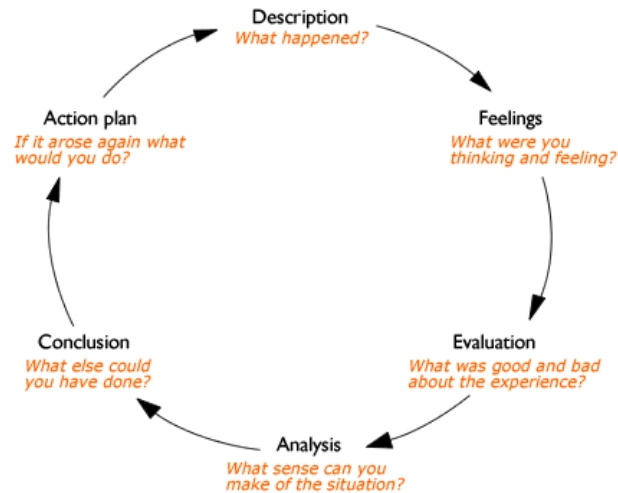 Description
What happened?
Feelings
What were you
thinking and feeling?
Evaluation
What was good and bad
about the experience?
Analysis
What sense can you
make of the situation?
Conclusion
What else could
you have done?
Action plan
If it arose again what
would you do?